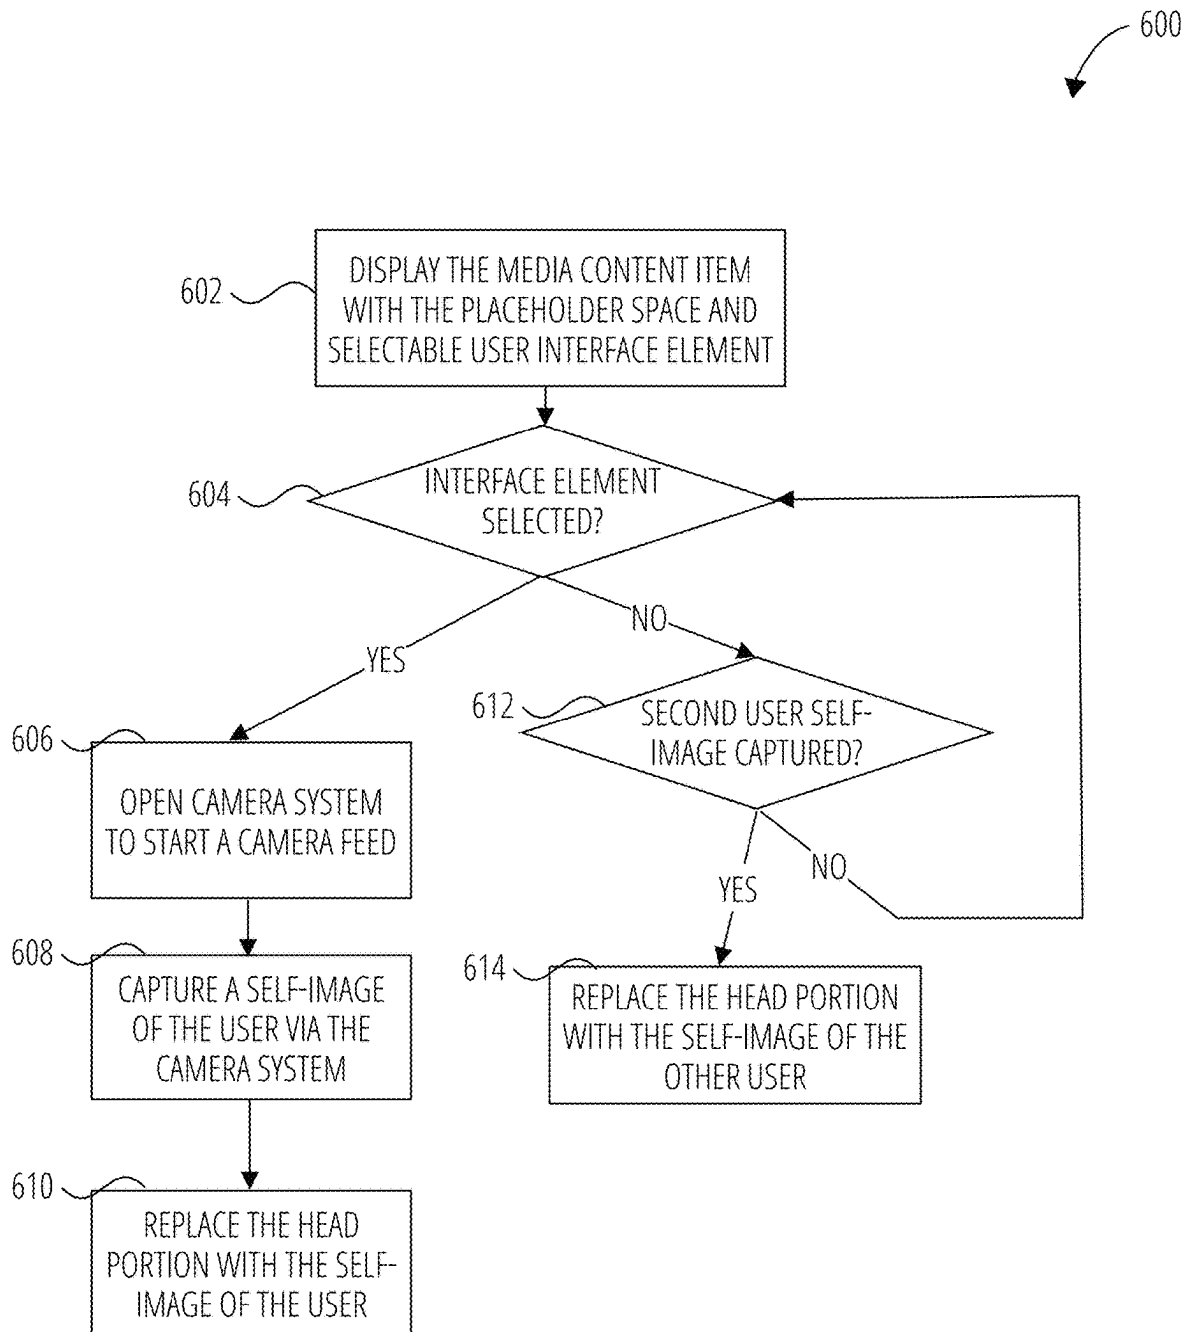 600
602
DISPLAY THE MEDIA CONTENT ITEM
WITH THE PLACEHOLDER SPACE AND
SELECTABLE USER INTERFACE ELEMENT
604
INTERFACE ELEMENT
SELECTED?
NO
YES
606
OPEN CAMERA SYSTEM
TO START A CAMERA FEED
612
SECOND USER SELF-
IMAGE CAPTURED?
YES
NO
608
CAPTURE A SELF-IMAGE
OF THE USER VIA THE
CAMERA SYSTEM
614
REPLACE THE HEAD PORTION
WITH THE SELF-IMAGE OF THE
OTHER USER
610
REPLACE THE HEAD
PORTION WITH THE SELF-
IMAGE OF THE USER